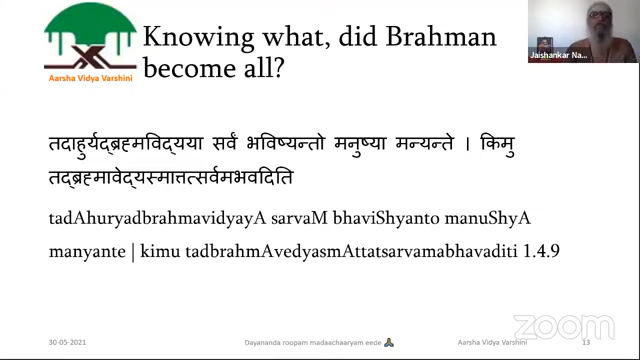 Knowing what, did Brahman
become all?
Aarsha Vidya Varshini
Jaishankar Na...
तदाहुर्यद्ब्रह्मविद्यया सर्वं भविष्यन्तो मनुष्या मन्यन्ते । किमु
तद्ब्रह्मावेद्यस्मात्तत्सर्वमभवदिति
tadAhuryadbrahmavidyayA sarvaM bhaviShyanto manuShyA
manyante | kimu tadbrahmAvedyasmAttatsarvamabhavaditi 1.4.9
30-05-2021
Dayananda roopam madaachaaryam eede 🙏
Aarsha Vidya Varshini
13
zoom